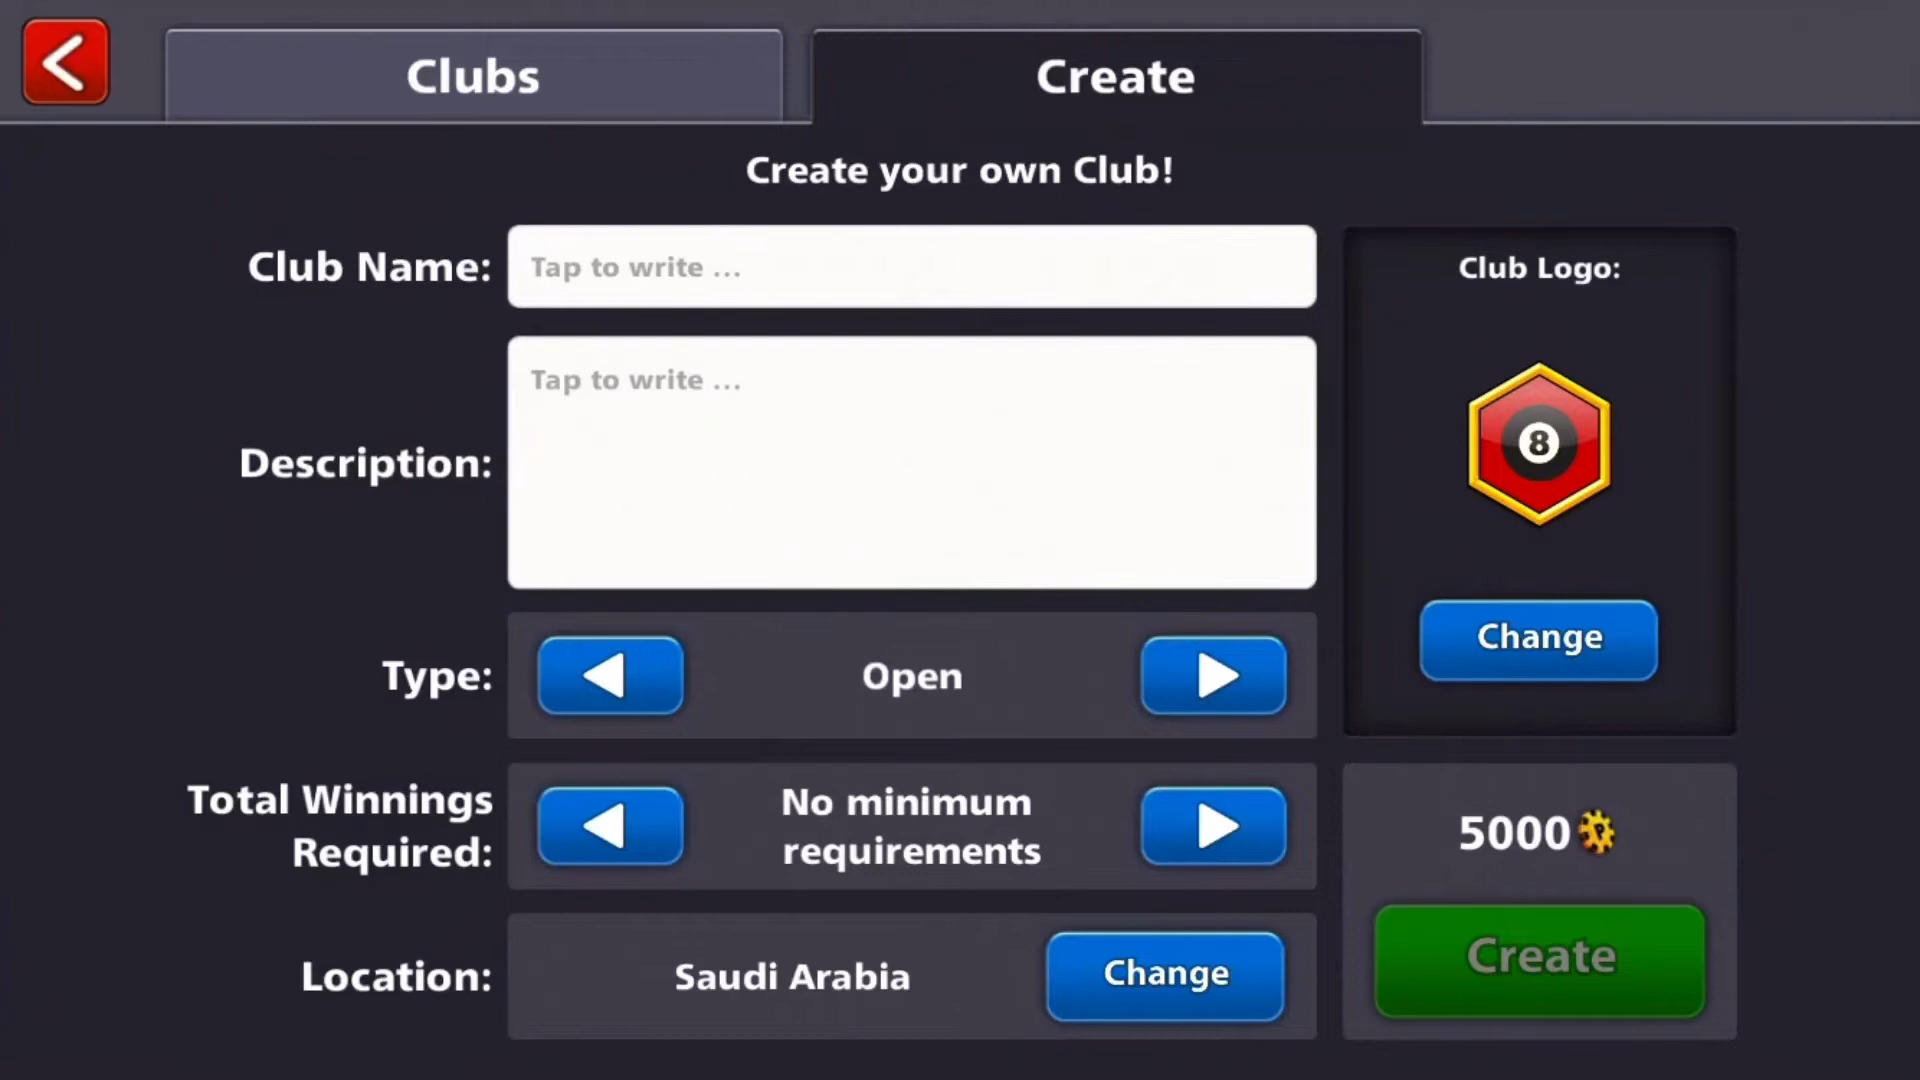 Clubs
Create
Create your own Club!
Club Name:
Tap to write ...
Club Logo:
8
Description:
Tap to write ...
Change
Type:
Open
Total Winnings
Required:
No minimum
requirements
5000
P
Location:
Saudi Arabia
Change
Create